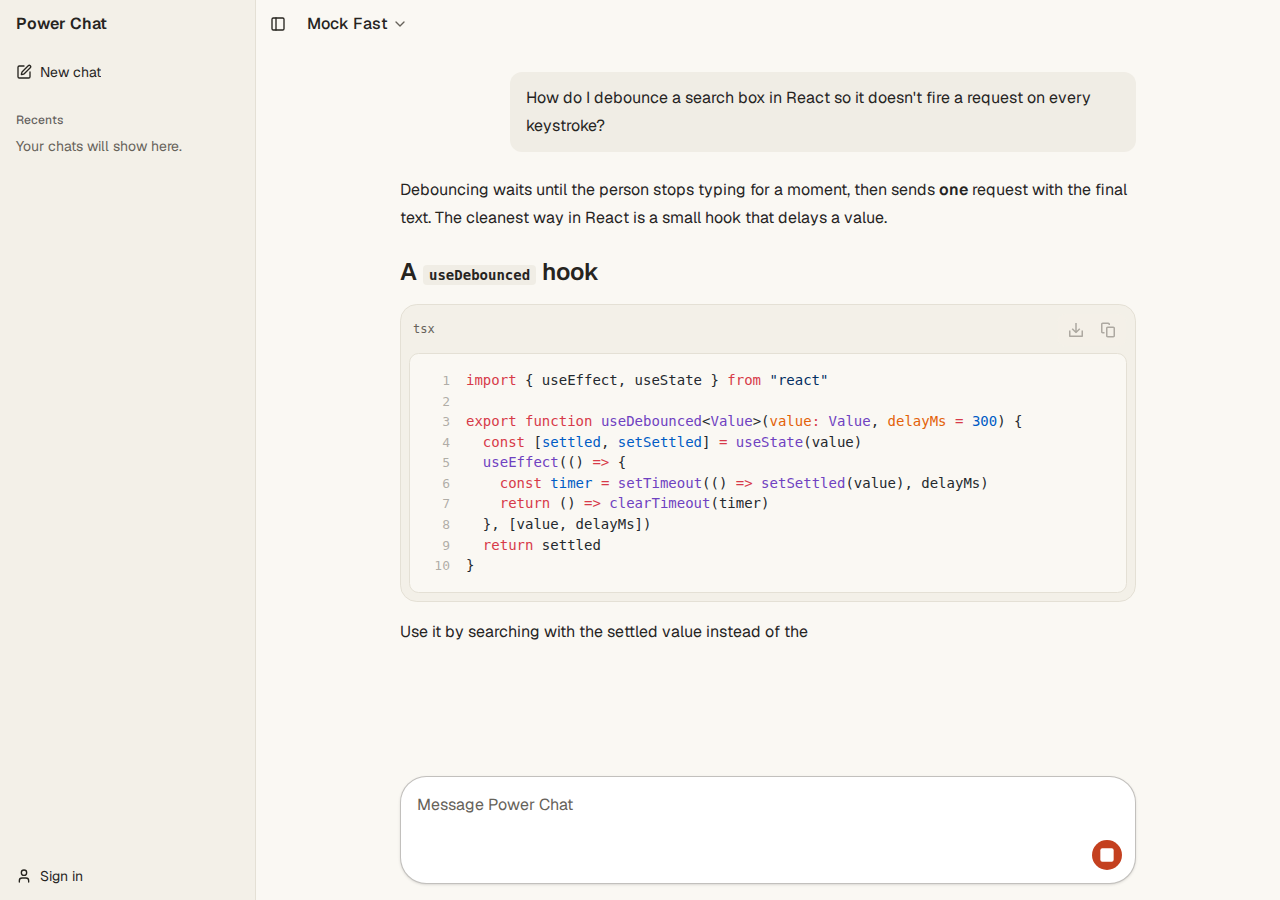 Power Chat
Mock Fast
New chat
Recents
Your chats will show here.
How do I debounce a search box in React so it doesn't fire a request on every
keystroke?
Debouncing waits until the person stops typing for a moment, then sends one request with the final
text. The cleanest way in React is a small hook that delays a value.
A useDebounced hook
tsx
1 import { useEffect, useState } from "react"
2
3 export function useDebounced<Value>(value: Value, delayMs = 300) {
4   const [settled, setSettled] = useState(value)
5   useEffect(() => {
6     const timer = setTimeout(() => setSettled(value), delayMs)
7     return () => clearTimeout(timer)
8   }, [value, delayMs])
9   return settled
10 }
Use it by searching with the settled value instead of the
Message Power Chat
Sign in